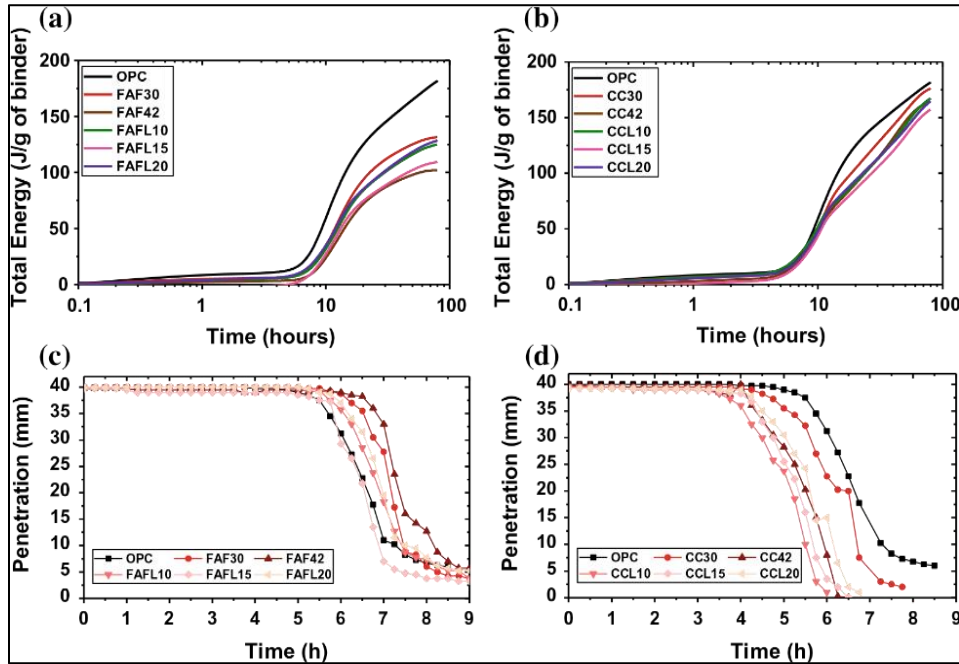 (a)
Total Energy (J/g of binder)
200
150
100
50
0
OPC
FAF30
FAF42
FAFL10
FAFL15
FAFL20
0.1 1 10 100
Time (hours)
(b)
Total Energy (J/g of binder)
200
150
100
50
0
OPC
CC30
CC42
CCL10
CCL15
CCL20
0.1 1 10 100
Time (hours)
(c)
Penetration (mm)
40
35
30
25
20
15
10
5
0
OPC FAF30 FAF42
FAFL10 FAFL15 FAFL20
0 1 2 3 4 5 6 7 8 9
Time (h)
(d)
Penetration (mm)
40
35
30
25
20
15
10
5
0
OPC CC30 CC42
CCL10 CCL15 CCL20
0 1 2 3 4 5 6 7 8 9
Time (h)